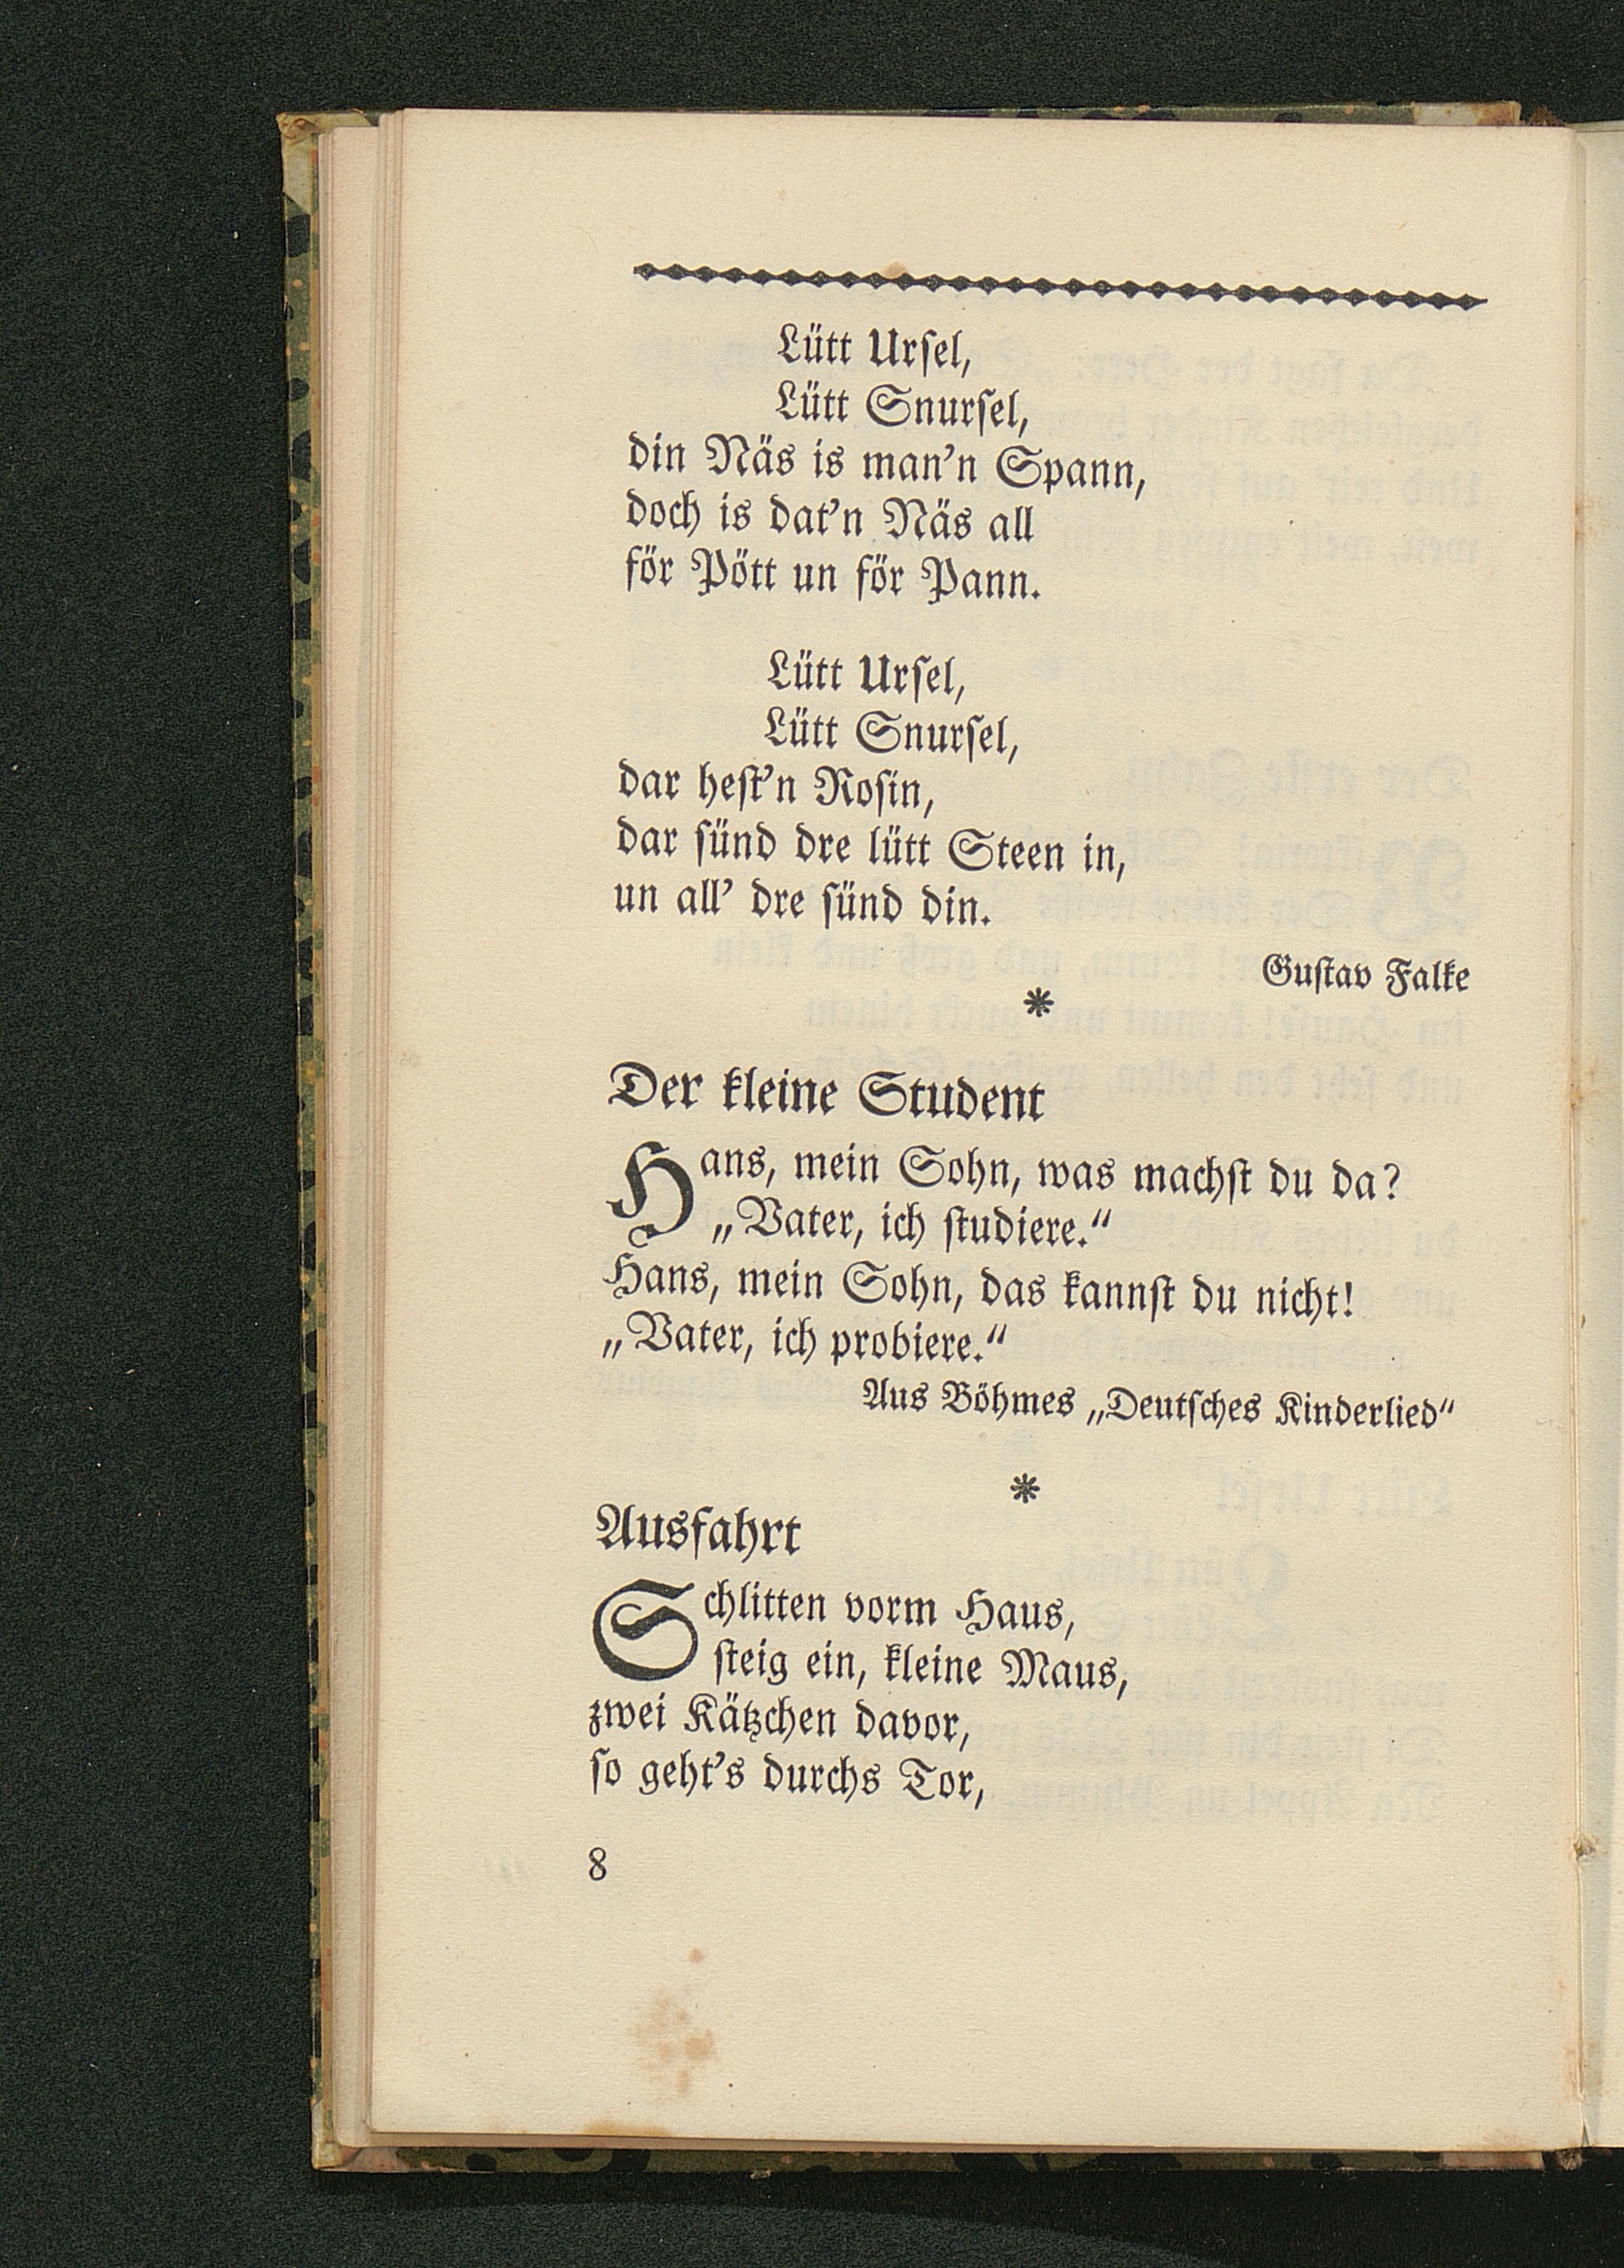 Lütt Urſel,
Lütt Snurſel,
din Näs is man’n Spann,
doch is dat’n Näs all
för Pött un för Pann.
Lütt Urſel,
Lütt Snurſel,
dar heſt’n Roſin,
dar ſünd dre lütt Steen in,
un all’ dre ſünd din.
Guſtav Falke
*
Der kleine Student
Hans, mein Sohn, was machſt du da?
„Vater, ich ſtudiere.“
Hans, mein Sohn, das kannſt du nicht!
„Vater, ich probiere.“
Aus Böhmes „Deutſches Kinderlied“
*
Ausfahrt
Schlitten vorm Haus,
ſteig ein, kleine Maus,
zwei Kätzchen davor,
ſo geht’s durchs Tor,
8